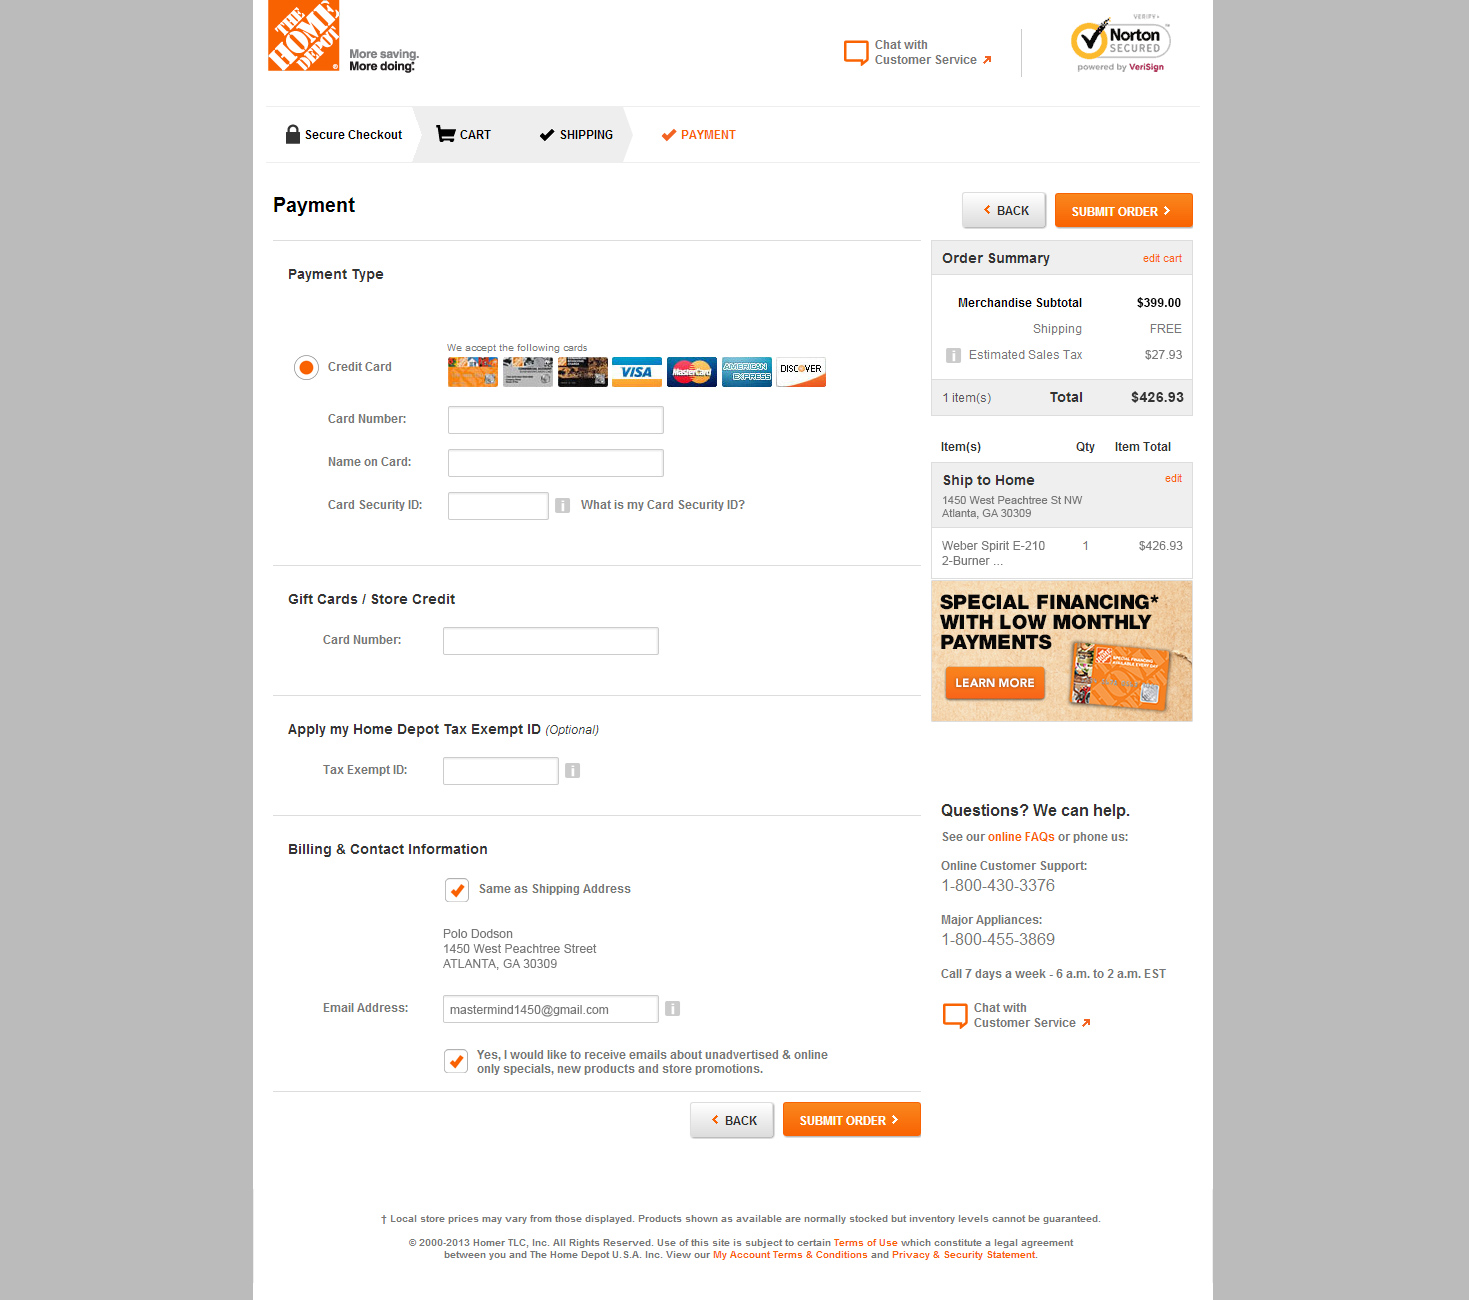 THE HOME DEPOT
More saving.
More doing.
Chat with
Customer Service
VERIFY
Norton
SECURED
powered by VeriSign
Secure Checkout
CART
SHIPPING
PAYMENT
Payment
BACK
SUBMIT ORDER
Payment Type
We accept the following cards
Credit Card
VISA
MasterCard
AMERICAN EXPRESS
DISCOVER
Card Number:
Name on Card:
Card Security ID:
What is my Card Security ID?
Gift Cards / Store Credit
Card Number:
Apply my Home Depot Tax Exempt ID (Optional)
Tax Exempt ID:
Billing & Contact Information
Same as Shipping Address
Polo Dodson
1450 West Peachtree Street
ATLANTA, GA 30309
Email Address:
mastermind1450@gmail.com
Yes, I would like to receive emails about unadvertised & online
only specials, new products and store promotions.
BACK
SUBMIT ORDER
Order Summary
edit cart
Merchandise Subtotal $399.00
Shipping FREE
Estimated Sales Tax $27.93
1 item(s) Total $426.93
Item(s) Qty Item Total
Ship to Home
edit
1450 West Peachtree St NW
Atlanta, GA 30309
Weber Spirit E-210 1 $426.93
2-Burner ...
SPECIAL FINANCING*
WITH LOW MONTHLY
PAYMENTS
LEARN MORE
SPECIAL FINANCING
AVAILABLE EVERY DAY
Questions? We can help.
See our online FAQs or phone us:
Online Customer Support:
1-800-430-3376
Major Appliances:
1-800-455-3869
Call 7 days a week - 6 a.m. to 2 a.m. EST
Chat with
Customer Service
† Local store prices may vary from those displayed. Products shown as available are normally stocked but inventory levels cannot be guaranteed.
© 2000-2013 Homer TLC, Inc. All Rights Reserved. Use of this site is subject to certain Terms of Use which constitute a legal agreement
between you and The Home Depot U.S.A. Inc. View our My Account Terms & Conditions and Privacy & Security Statement.